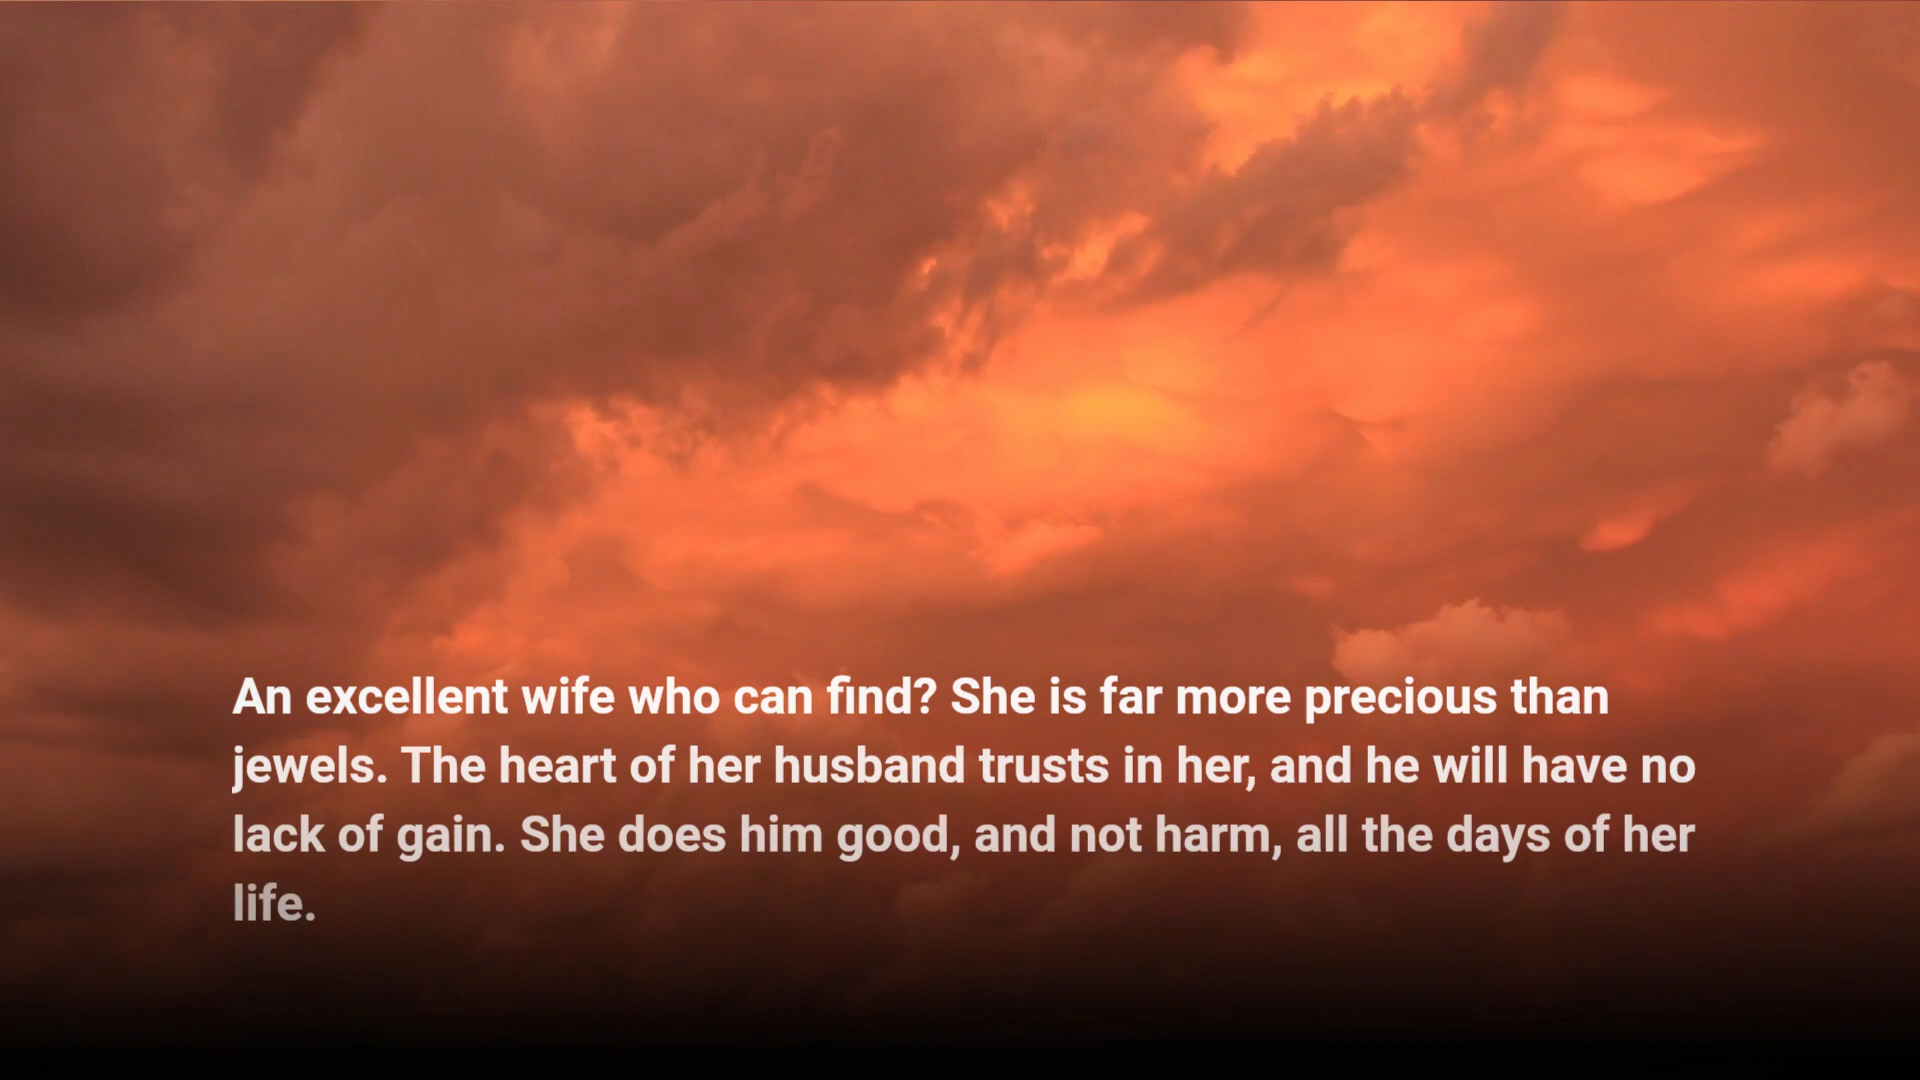 An excellent wife who can find? She is far more precious than
jewels. The heart of her husband trusts in her, and he will have no
lack of gain. She does him good, and not harm, all the days of her
life.